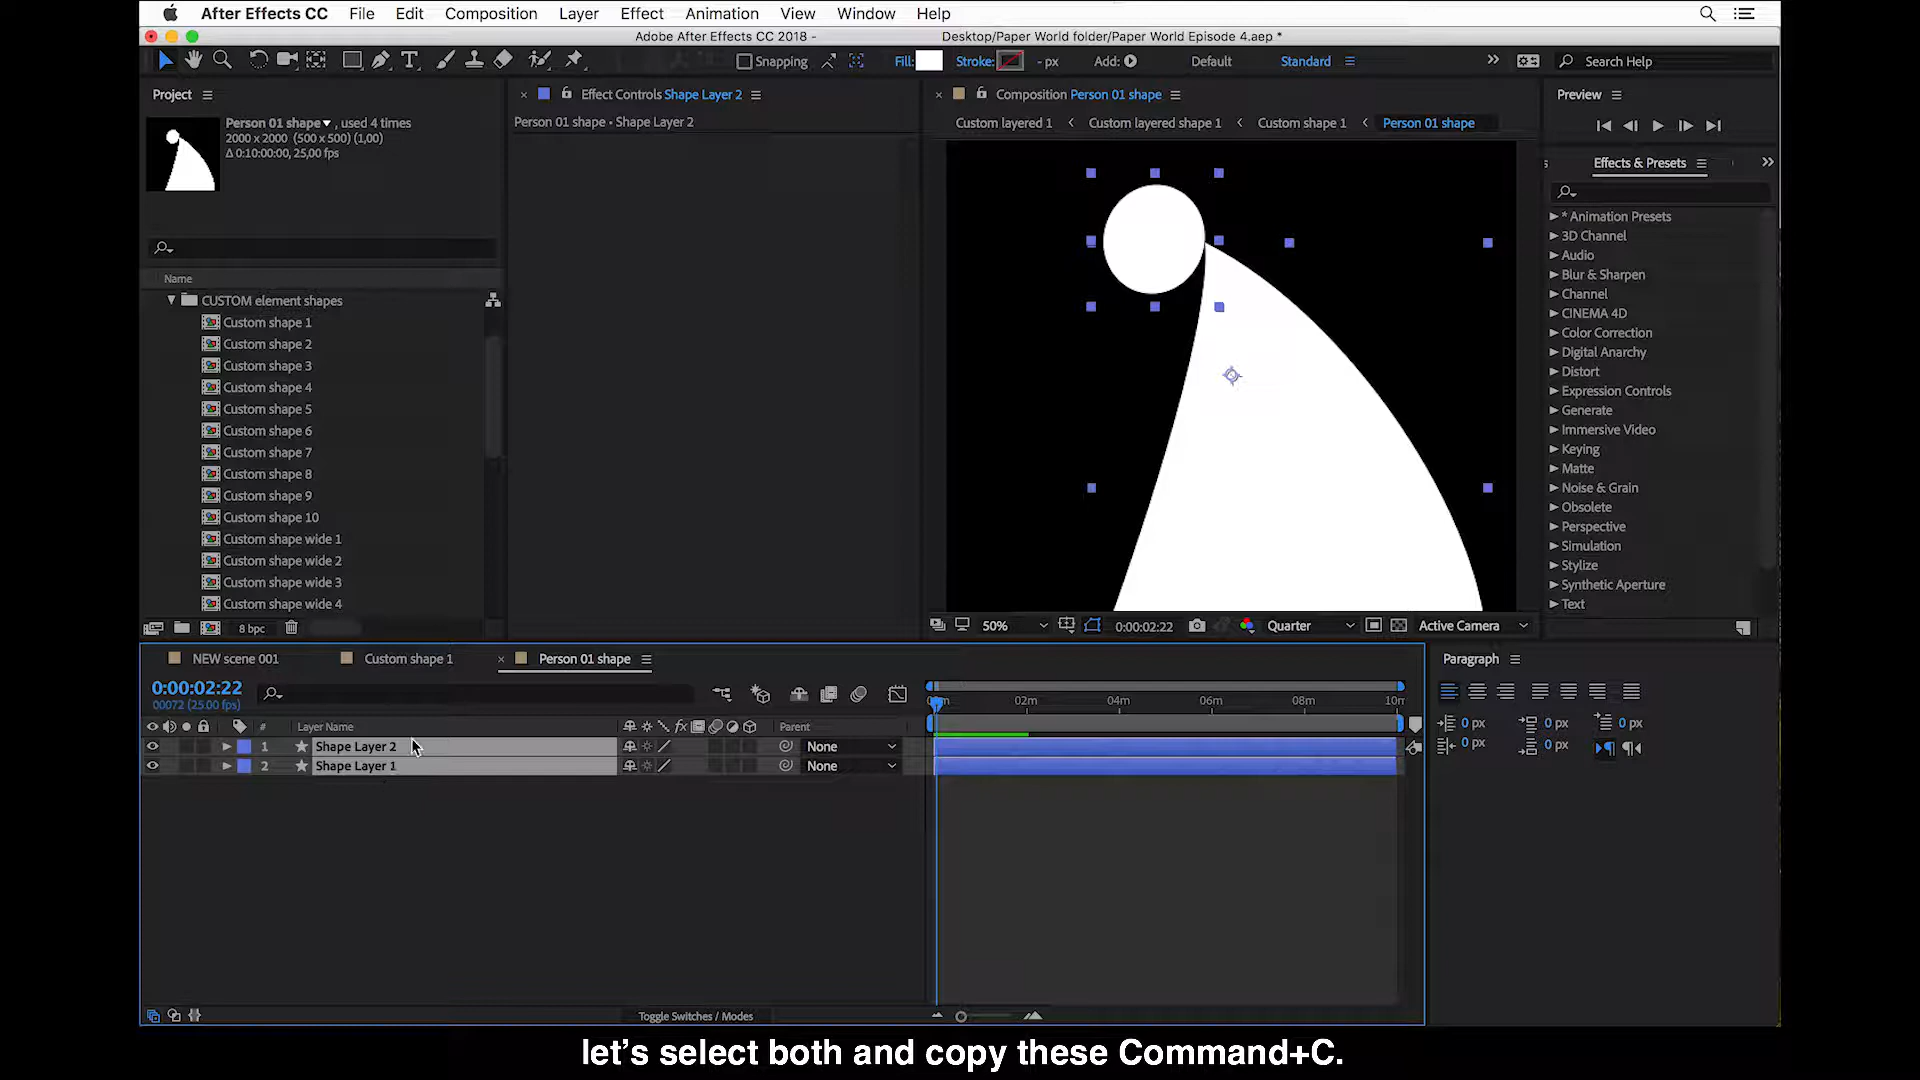 After Effects CC File Edit Composition Layer Effect Animation View Window Help
Adobe After Effects CC 2018 - Desktop/Paper World folder/Paper World Episode 4.aep *
Snapping Fill: Stroke: - px Add: Default Standard Search Help
Project
Person 01 shape , used 4 times
2000 x 2000 (500 x 500) (1,00)
Δ 0:10:00:00, 25,00 fps
Name
CUSTOM element shapes
Custom shape 1
Custom shape 2
Custom shape 3
Custom shape 4
Custom shape 5
Custom shape 6
Custom shape 7
Custom shape 8
Custom shape 9
Custom shape 10
Custom shape wide 1
Custom shape wide 2
Custom shape wide 3
Custom shape wide 4
8 bpc
Effect Controls Shape Layer 2
Person 01 shape • Shape Layer 2
Composition Person 01 shape
Custom layered 1 Custom layered shape 1 Custom shape 1 Person 01 shape
50% 0:00:02:22 Quarter Active Camera
Preview
Effects & Presets
* Animation Presets
3D Channel
Audio
Blur & Sharpen
Channel
CINEMA 4D
Color Correction
Digital Anarchy
Distort
Expression Controls
Generate
Immersive Video
Keying
Matte
Noise & Grain
Obsolete
Perspective
Simulation
Stylize
Synthetic Aperture
Text
NEW scene 001 Custom shape 1 Person 01 shape
0:00:02:22
00072 (25.00 fps)
02m 04m 06m 08m 10m
# Layer Name fx Parent
1 Shape Layer 2 None
2 Shape Layer 1 None
Toggle Switches / Modes
Paragraph
0 px 0 px 0 px
0 px 0 px
let's select both and copy these Command+C.